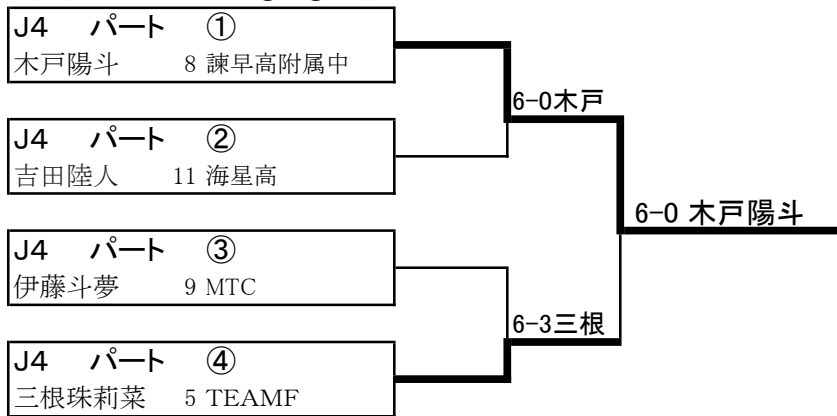 J4 パート ①
木戸陽斗 8 諫早高附属中
6-0木戸
J4 パート ②
吉田陸人 11 海星高
6-0 木戸陽斗
J4 パート ③
伊藤斗夢 9 MTC
6-3三根
J4 パート ④
三根珠莉菜 5 TEAMF